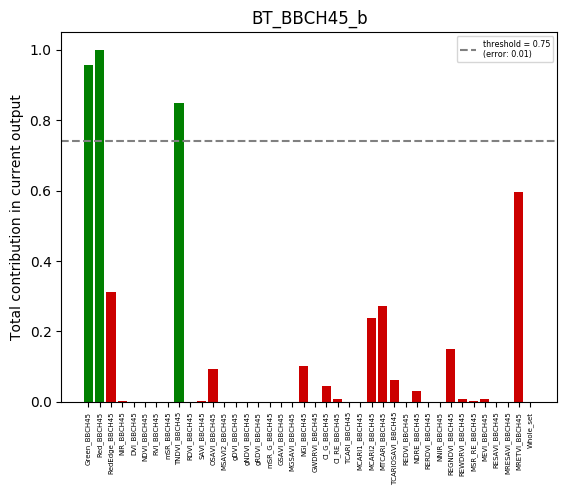 BT_BBCH45_b
threshold = 0.75
(error: 0.01)
Total contribution in current output
1.0
0.8
0.6
0.4
0.2
0.0
Green_BBCH45
Red_BBCH45
RedEdge_BBCH45
NIR_BBCH45
DVI_BBCH45
NDVI_BBCH45
RVI_BBCH45
mSR_BBCH45
TNDVI_BBCH45
RDVI_BBCH45
SAVI_BBCH45
OSAVI_BBCH45
MSAVI2_BBCH45
gDVI_BBCH45
gNDVI_BBCH45
gRDVI_BBCH45
mSR_G_BBCH45
GSAVI_BBCH45
MGSAVI_BBCH45
NGI_BBCH45
GWDRVI_BBCH45
CI_G_BBCH45
CI_RE_BBCH45
TCARI_BBCH45
MCARI1_BBCH45
MCARI2_BBCH45
MTCARI_BBCH45
TCARIOSAVI_BBCH45
REDVI_BBCH45
NDRE_BBCH45
RERDVI_BBCH45
NNIR_BBCH45
REGNDVI_BBCH45
REWDRVI_BBCH45
MSR_RE_BBCH45
MEVI_BBCH45
RESAVI_BBCH45
MRESAVI_BBCH45
MRETVI_BBCH45
whole_set